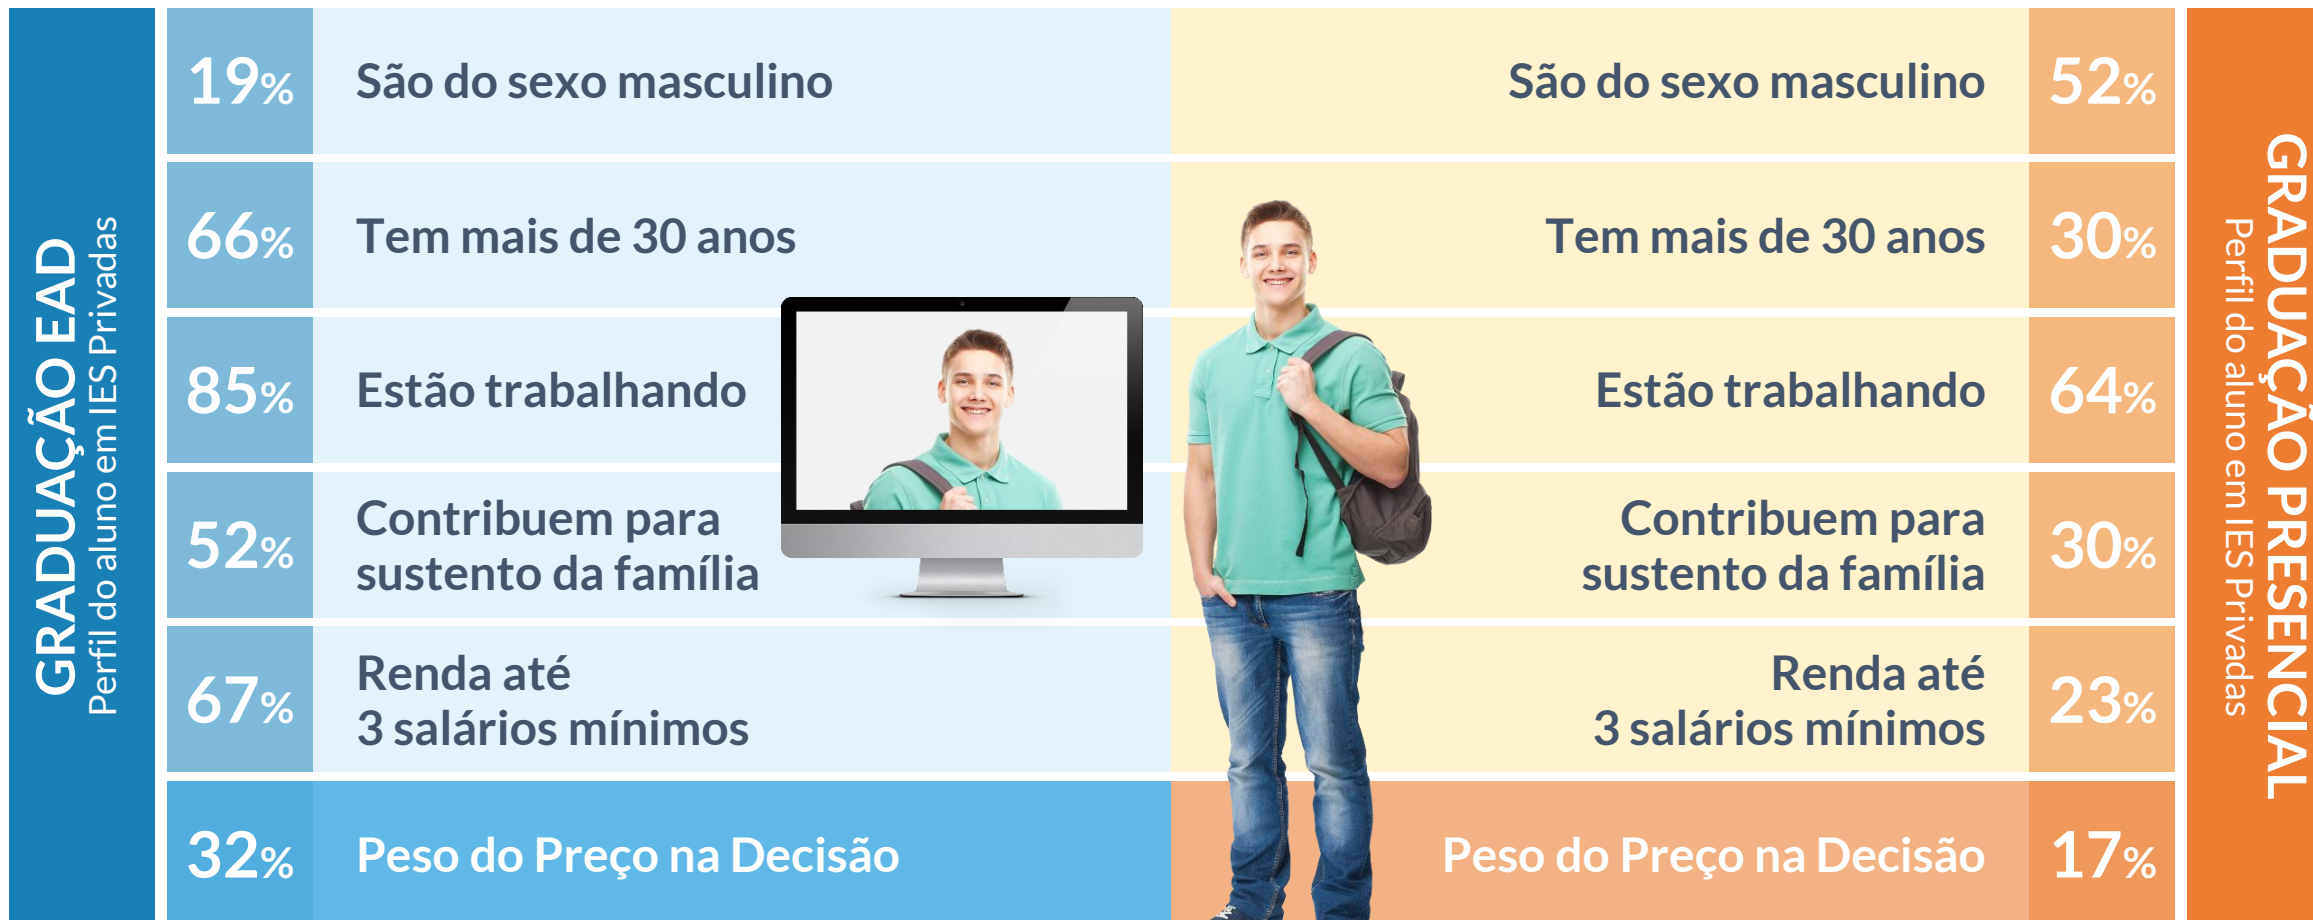 GRADUAÇÃO EAD
Perfil do aluno em IES Privadas
19% São do sexo masculino
66% Tem mais de 30 anos
85% Estão trabalhando
52% Contribuem para
sustento da família
67% Renda até
3 salários mínimos
32% Peso do Preço na Decisão
São do sexo masculino 52%
Tem mais de 30 anos 30%
Estão trabalhando 64%
Contribuem para
sustento da família 30%
Renda até
3 salários mínimos 23%
Peso do Preço na Decisão 17%
GRADUAÇÃO PRESENCIAL
Perfil do aluno em IES Privadas